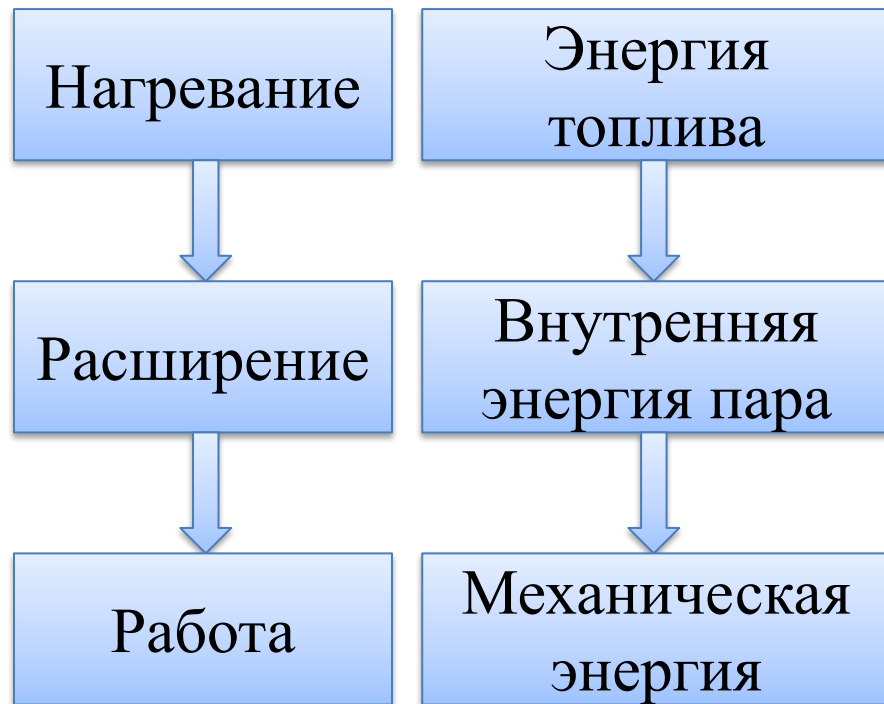 Нагревание
Расширение
Работа
Энергия
топлива
Внутренняя
энергия пара
Механическая
энергия